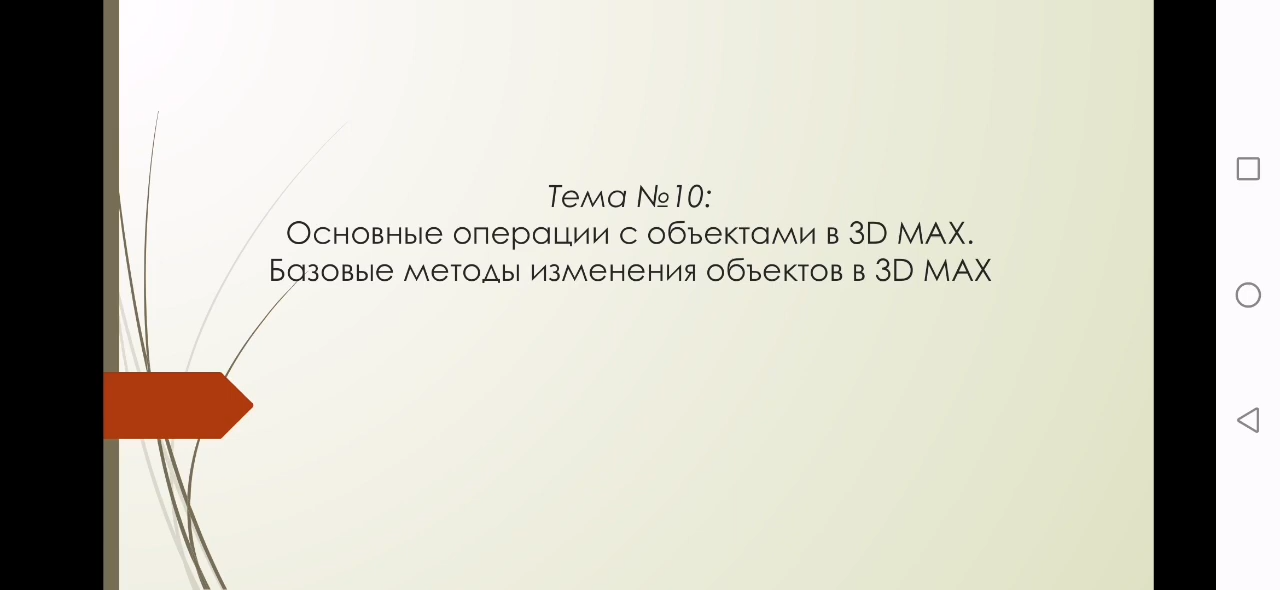 Тема №10:
Основные операции с объектами в 3D MAX.
Базовые методы изменения объектов в 3D MAX